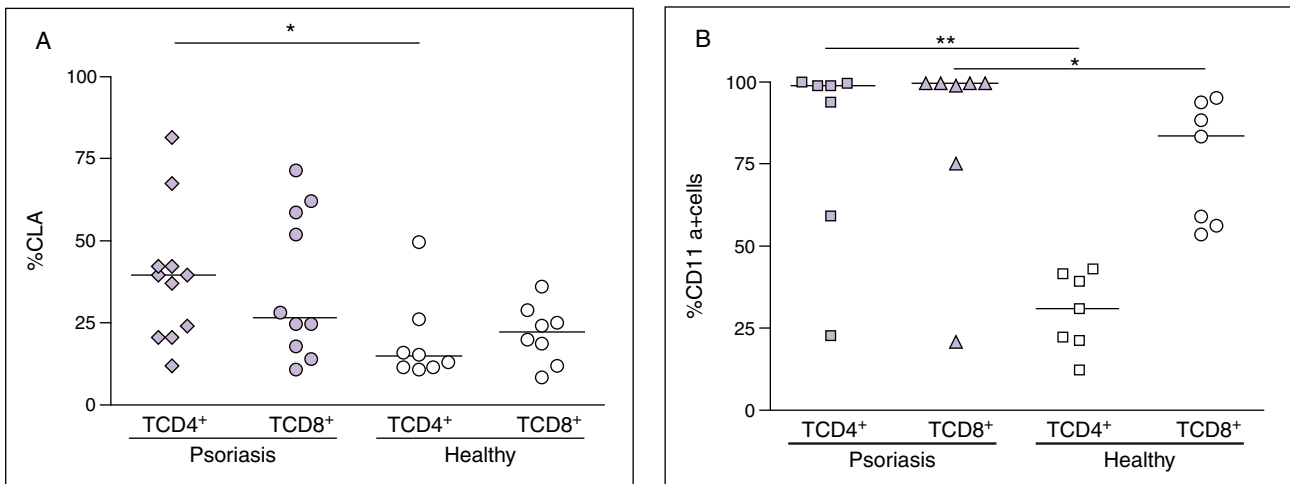 A
*
%CLA
100
75
50
25
0
TCD4+ TCD8+ TCD4+ TCD8+
Psoriasis Healthy
B
**
*
%CD11 a+cells
100
75
50
25
0
TCD4+ TCD8+ TCD4+ TCD8+
Psoriasis Healthy